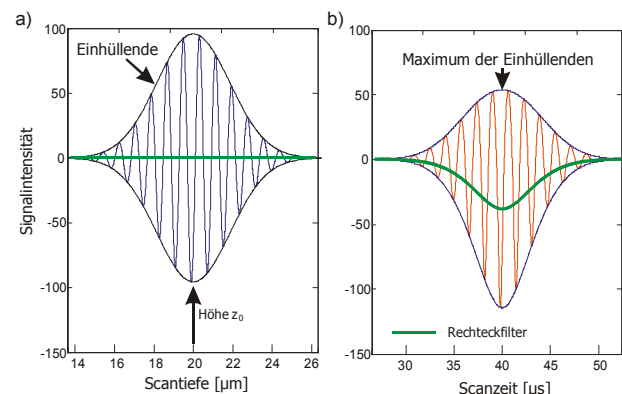 a)
Einhüllende
Signalintensität
100
50
0
-50
-100
-150
Höhe z₀
14 16 18 20 22 24 26
Scantiefe [µm]
b)
Maximum der Einhüllenden
100
50
0
-50
-100
-150
Rechteckfilter
30 35 40 45 50
Scanzeit [µs]